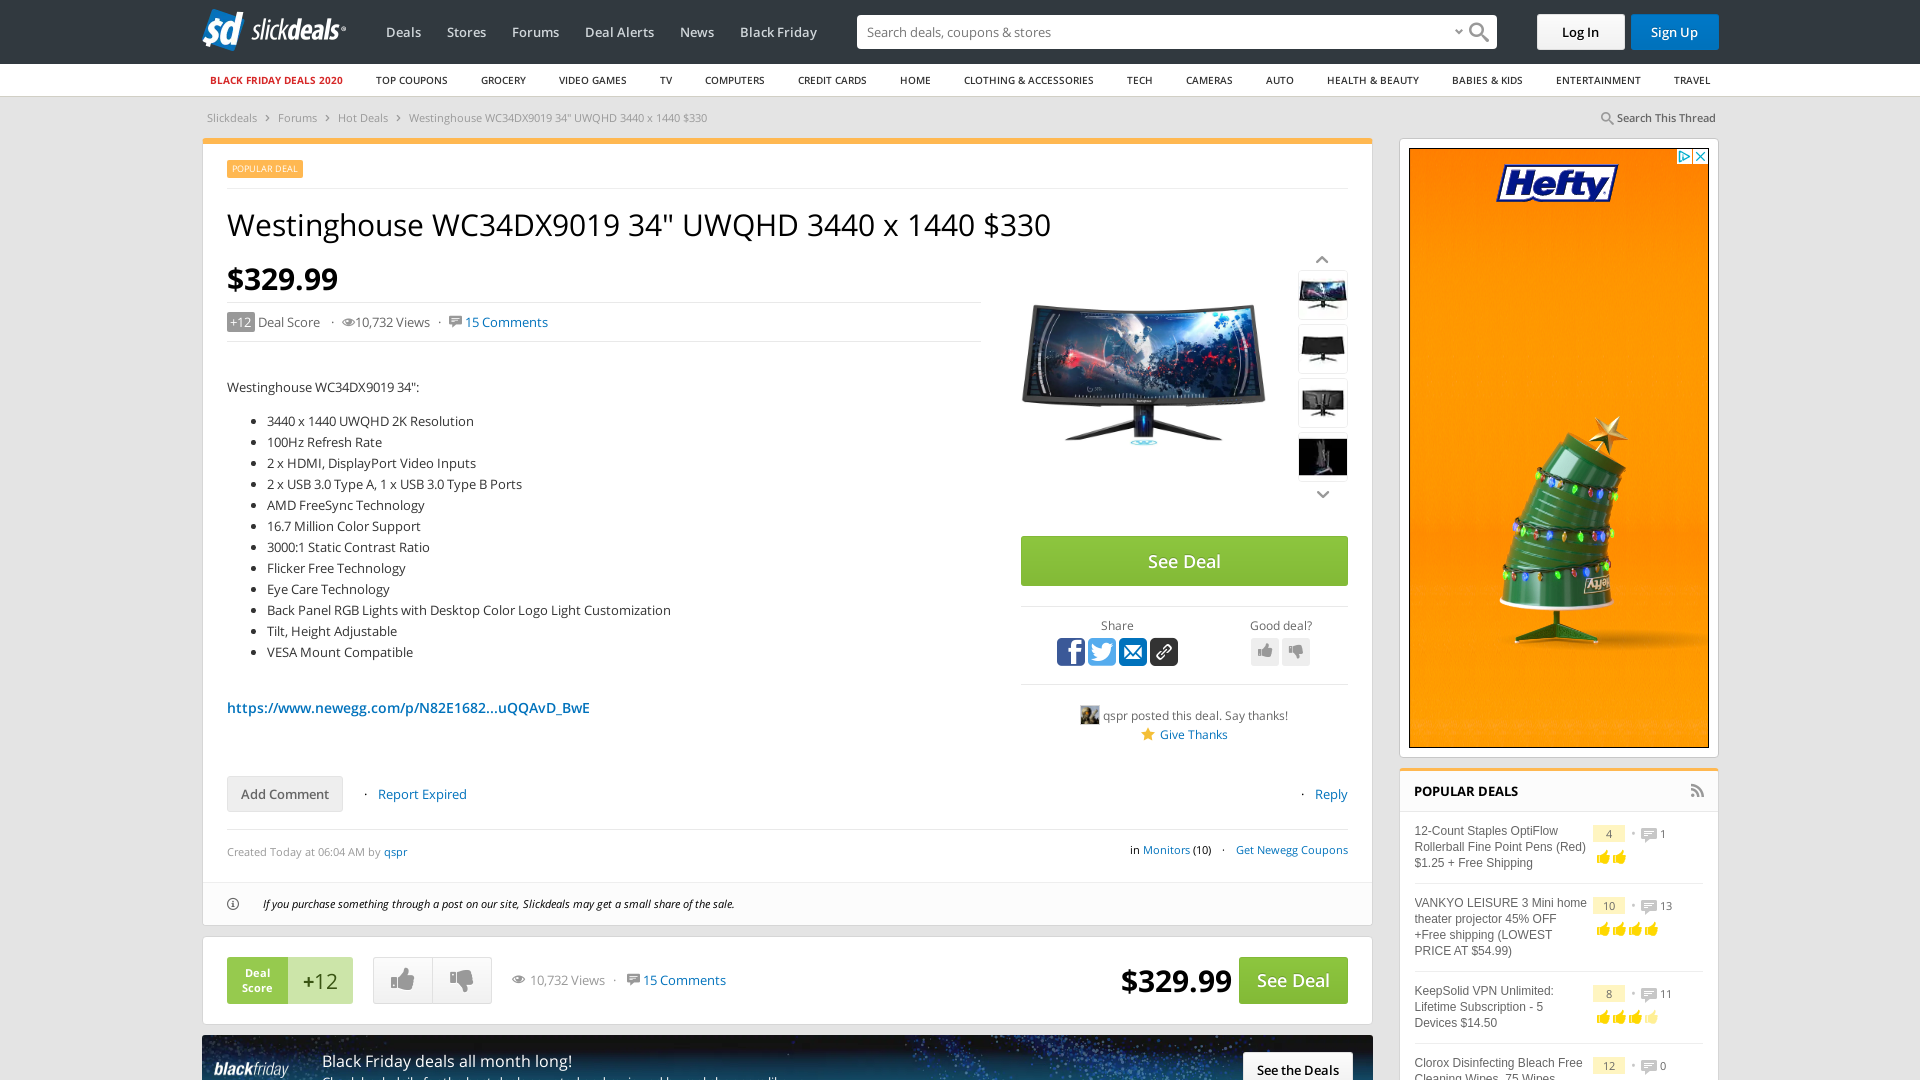 sd slickdeals
Deals
Stores
Forums
Deal Alerts
News
Black Friday
Search deals, coupons & stores
Log In
Sign Up
BLACK FRIDAY DEALS 2020
TOP COUPONS
GROCERY
VIDEO GAMES
TV
COMPUTERS
CREDIT CARDS
HOME
CLOTHING & ACCESSORIES
TECH
CAMERAS
AUTO
HEALTH & BEAUTY
BABIES & KIDS
ENTERTAINMENT
TRAVEL
Slickdeals › Forums › Hot Deals › Westinghouse WC34DX9019 34" UWQHD 3440 x 1440 $330
Search This Thread
POPULAR DEAL
Westinghouse WC34DX9019 34" UWQHD 3440 x 1440 $330
$329.99
+12 Deal Score · 10,732 Views · 15 Comments
Westinghouse WC34DX9019 34":
3440 x 1440 UWQHD 2K Resolution
100Hz Refresh Rate
2 x HDMI, DisplayPort Video Inputs
2 x USB 3.0 Type A, 1 x USB 3.0 Type B Ports
AMD FreeSync Technology
16.7 Million Color Support
3000:1 Static Contrast Ratio
Flicker Free Technology
Eye Care Technology
Back Panel RGB Lights with Desktop Color Logo Light Customization
Tilt, Height Adjustable
VESA Mount Compatible
https://www.newegg.com/p/N82E1682...uQQAvD_BwE
See Deal
Share
Good deal?
qspr posted this deal. Say thanks!
Give Thanks
Add Comment
· Report Expired
· Reply
Created Today at 06:04 AM by qspr
in Monitors (10) · Get Newegg Coupons
If you purchase something through a post on our site, Slickdeals may get a small share of the sale.
Deal
Score
+12
10,732 Views · 15 Comments
$329.99
See Deal
blackfriday
Black Friday deals all month long!
See the Deals
Hefty
Hefty
POPULAR DEALS
12-Count Staples OptiFlow
Rollerball Fine Point Pens (Red)
$1.25 + Free Shipping
4 • 1
VANKYO LEISURE 3 Mini home
theater projector 45% OFF
+Free shipping (LOWEST
PRICE AT $54.99)
10 • 13
KeepSolid VPN Unlimited:
Lifetime Subscription - 5
Devices $14.50
8 • 11
Clorox Disinfecting Bleach Free
Cleaning Wipes, 75 Wipes
12 • 0